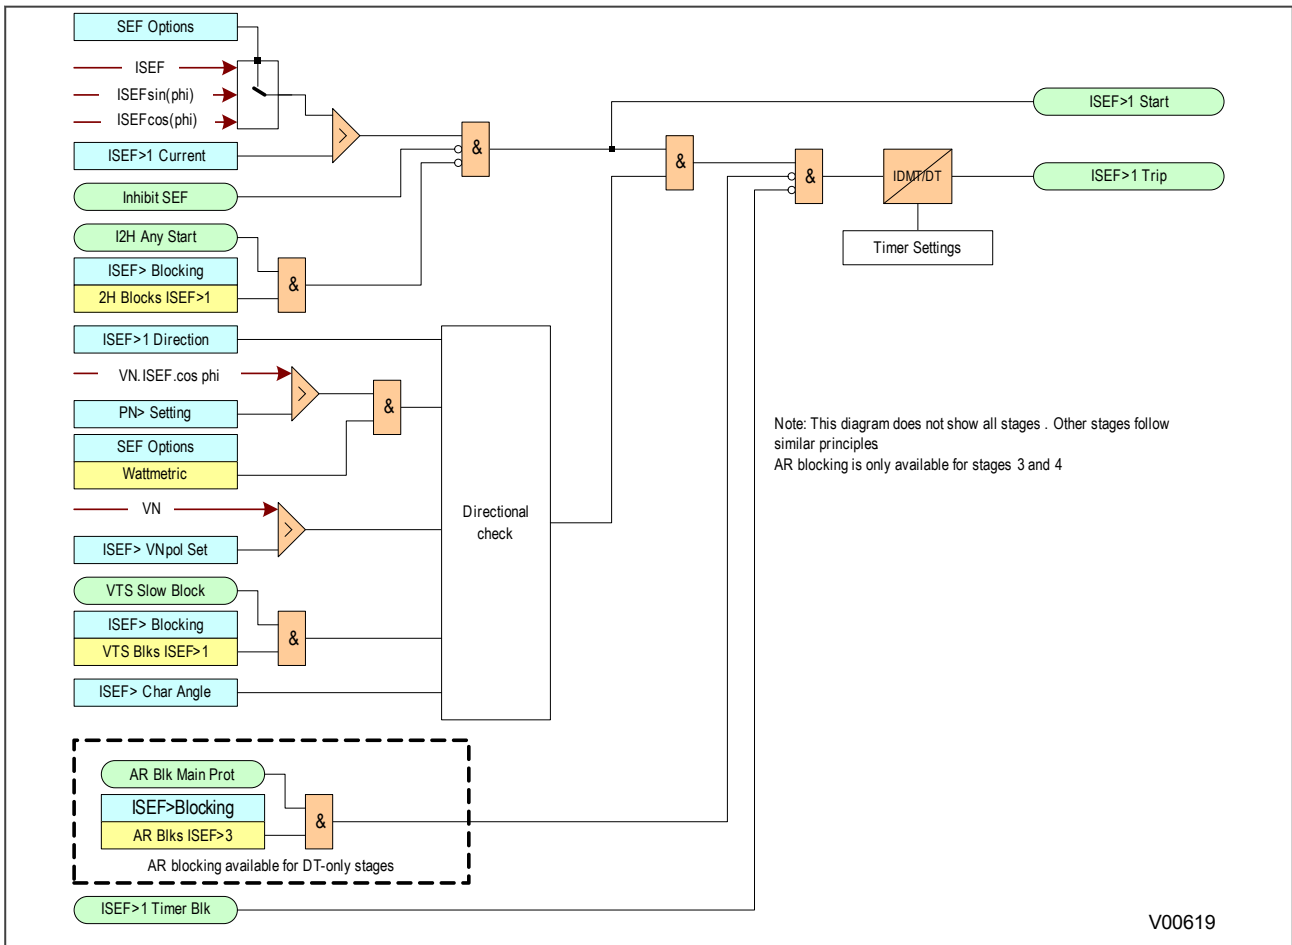 SEF Options
ISEF
ISEFsin(phi)
ISEFcos(phi)
ISEF>1 Current
>
&
ISEF>1 Start
&
&
IDMT/DT
ISEF>1 Trip
Inhibit SEF
I2H Any Start
Timer Settings
ISEF> Blocking
&
2H Blocks ISEF>1
ISEF>1 Direction
VN.ISEF.cos phi
>
&
PN> Setting
SEF Options
Wattmetric
Note: This diagram does not show all stages . Other stages follow
similar principles
AR blocking is only available for stages 3 and 4
VN
>
Directional
check
ISEF> VNpol Set
VTS Slow Block
ISEF> Blocking
&
VTS Blks ISEF>1
ISEF> Char Angle
AR Blk Main Prot
ISEF>Blocking
&
AR Blks ISEF>3
AR blocking available for DT-only stages
ISEF>1 Timer Blk
V00619